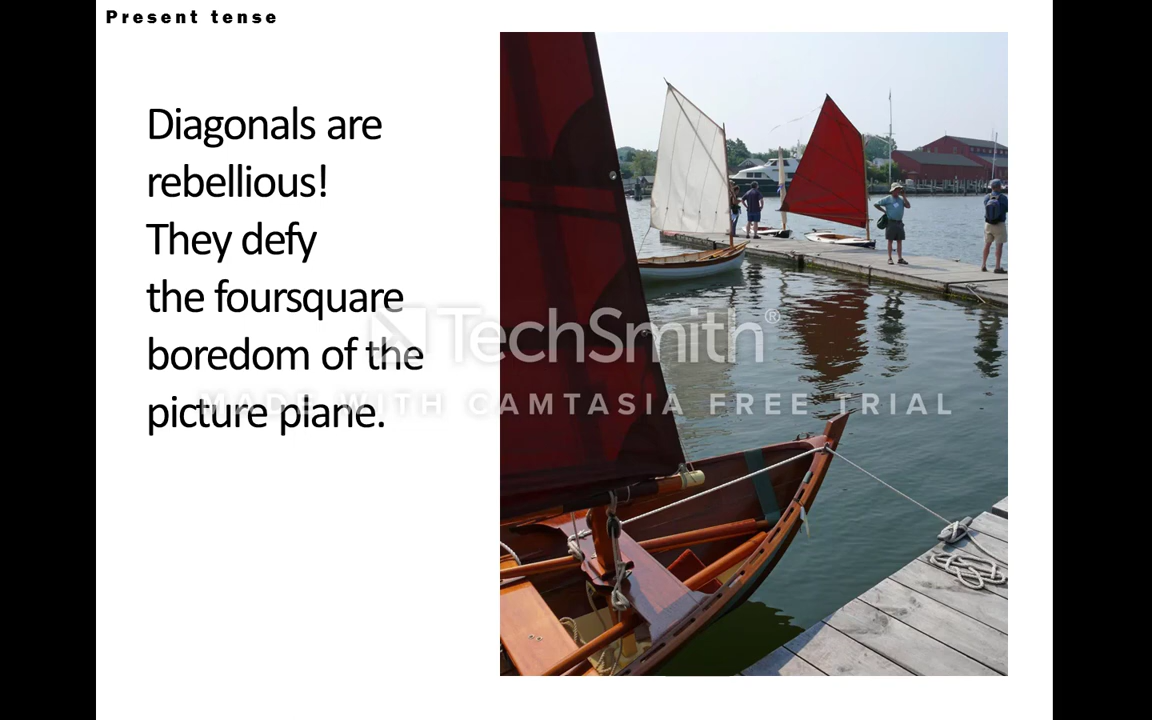 Present tense
Diagonals are
rebellious!
They defy
the foursquare
boredom of the
picture plane.
TechSmith®
MADE WITH CAMTASIA FREE TRIAL